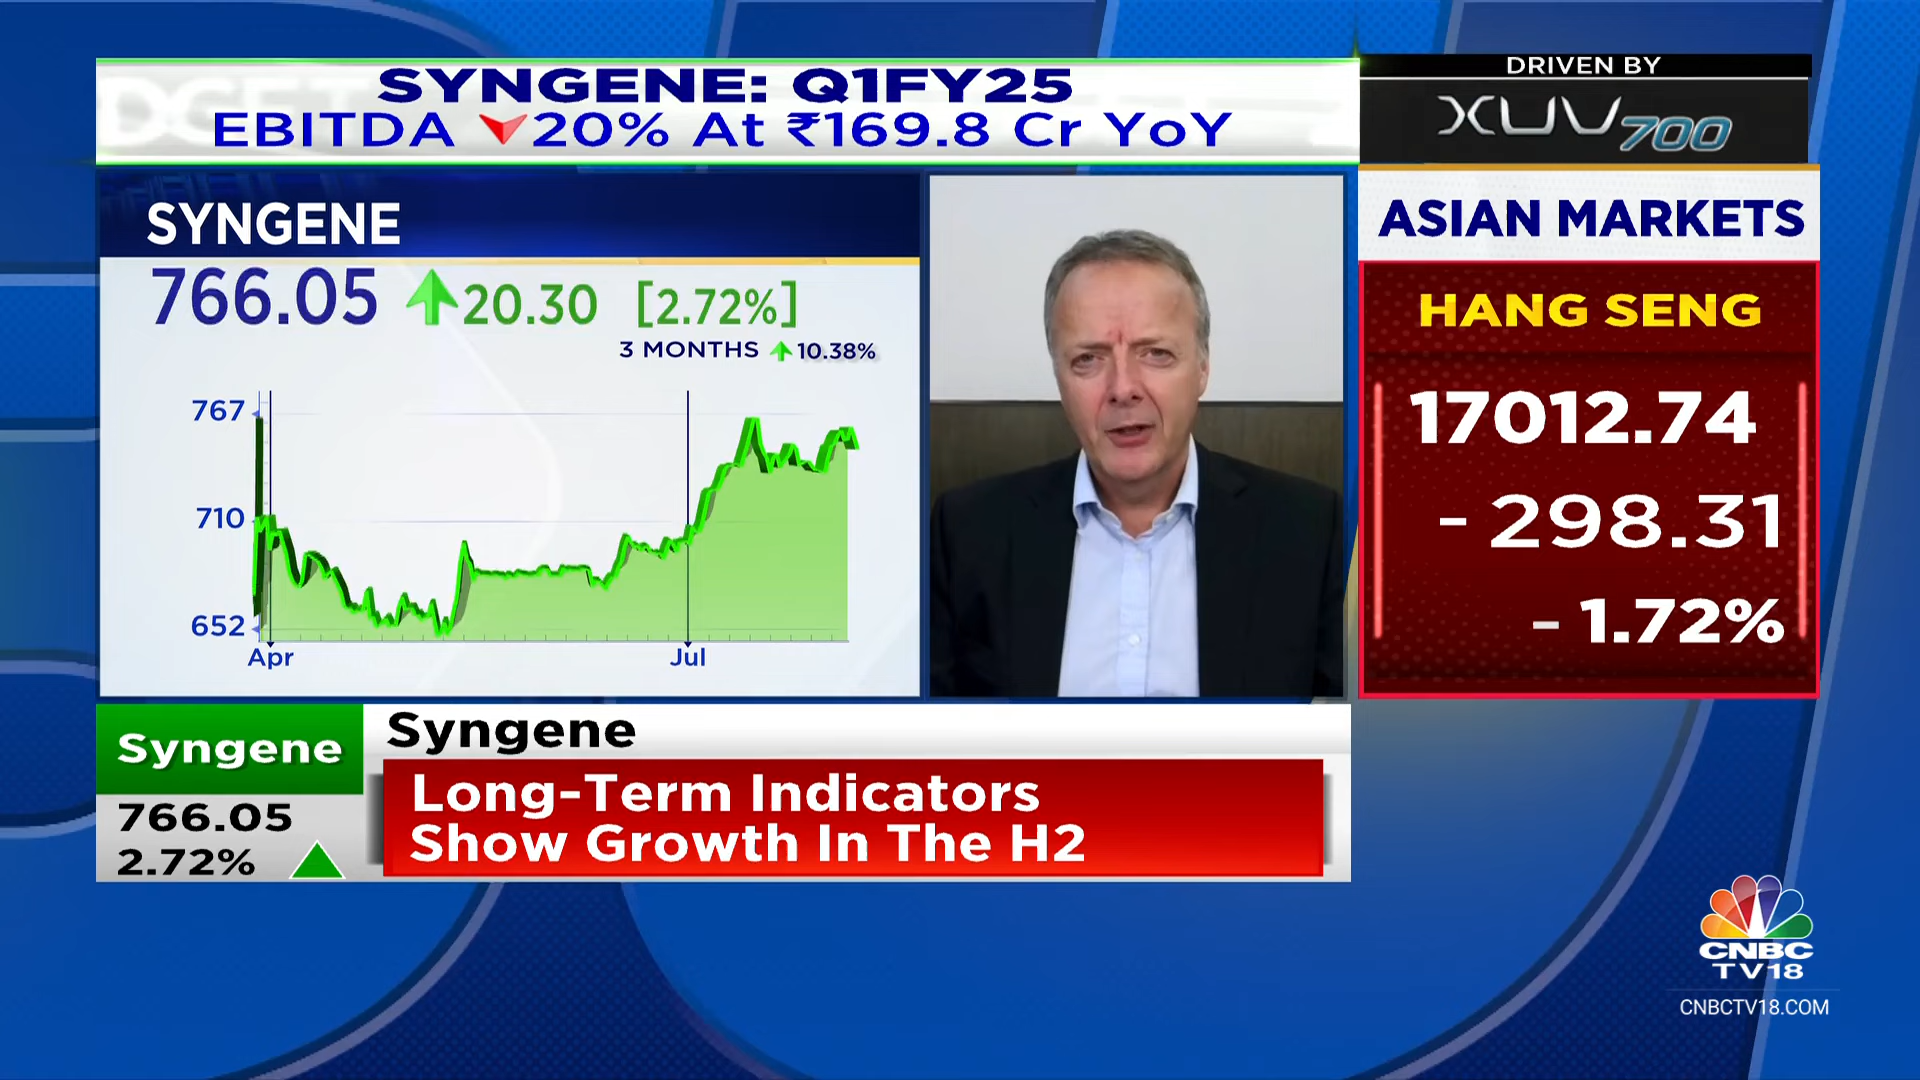 SYNGENE: Q1FY25
EBITDA 20% At ₹169.8 Cr YoY
DRIVEN BY
XUV700
SYNGENE
766.05 20.30 [2.72%]
3 MONTHS 10.38%
767
710
652
Apr Jul
ASIAN MARKETS
HANG SENG
17012.74
- 298.31
- 1.72%
Syngene
766.05
2.72%
Syngene
Long-Term Indicators
Show Growth In The H2
CNBC
TV18
CNBCTV18.COM